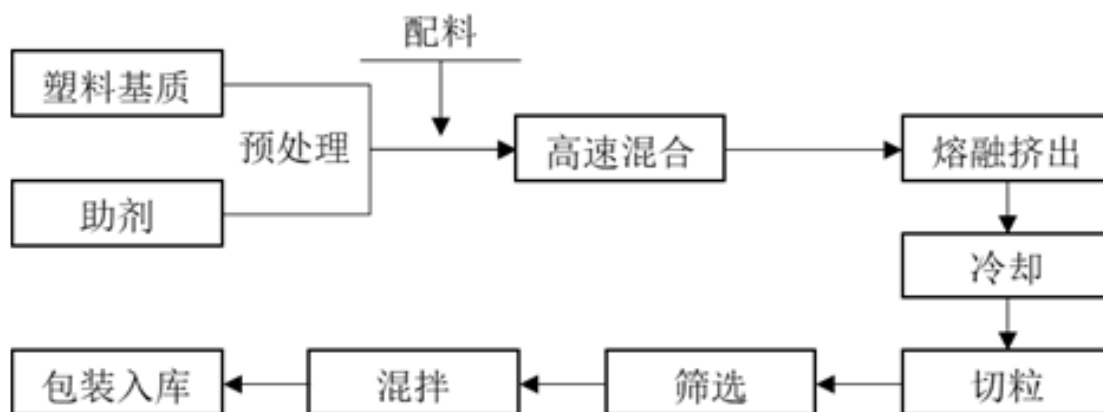 配料
塑料基质
预处理
高速混合
熔融挤出
助剂
冷却
包装入库
混拌
筛选
切粒